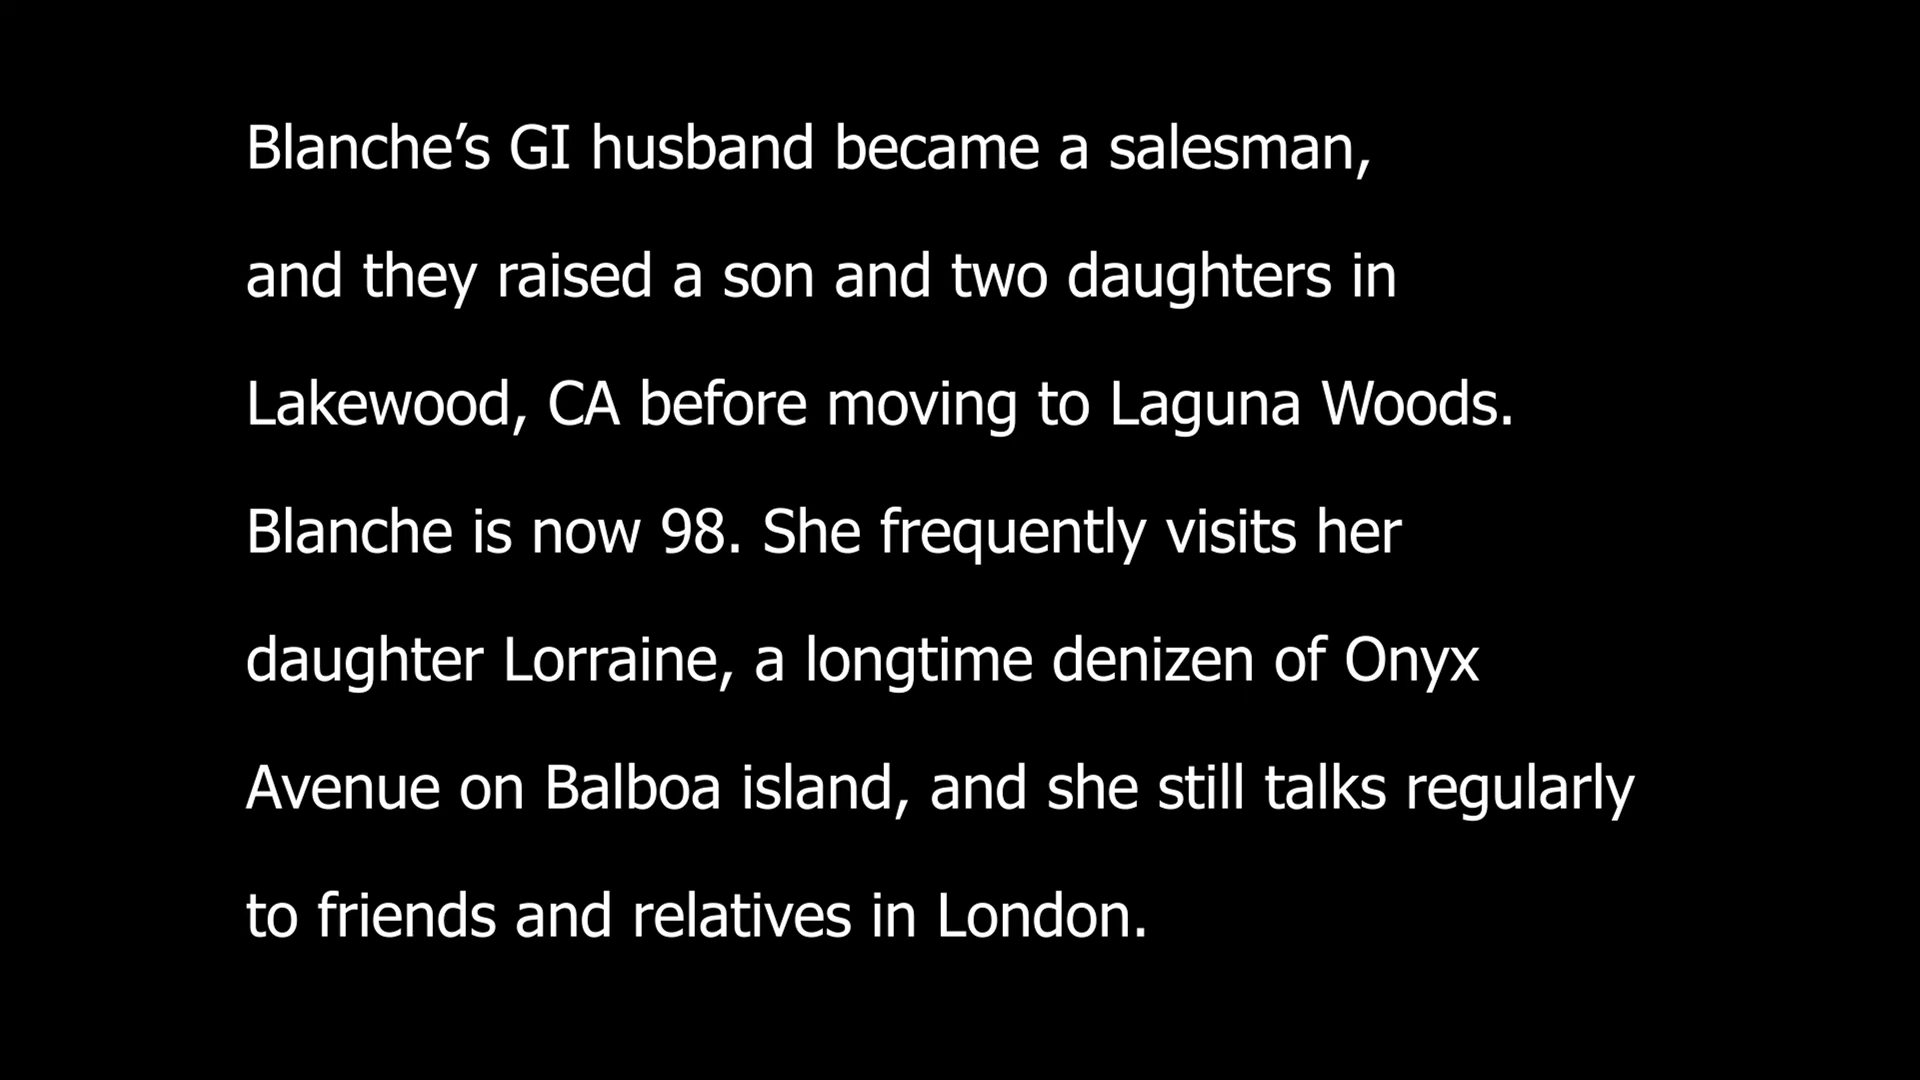 Blanche’s GI husband became a salesman,
and they raised a son and two daughters in
Lakewood, CA before moving to Laguna Woods.
Blanche is now 98. She frequently visits her
daughter Lorraine, a longtime denizen of Onyx
Avenue on Balboa island, and she still talks regularly
to friends and relatives in London.